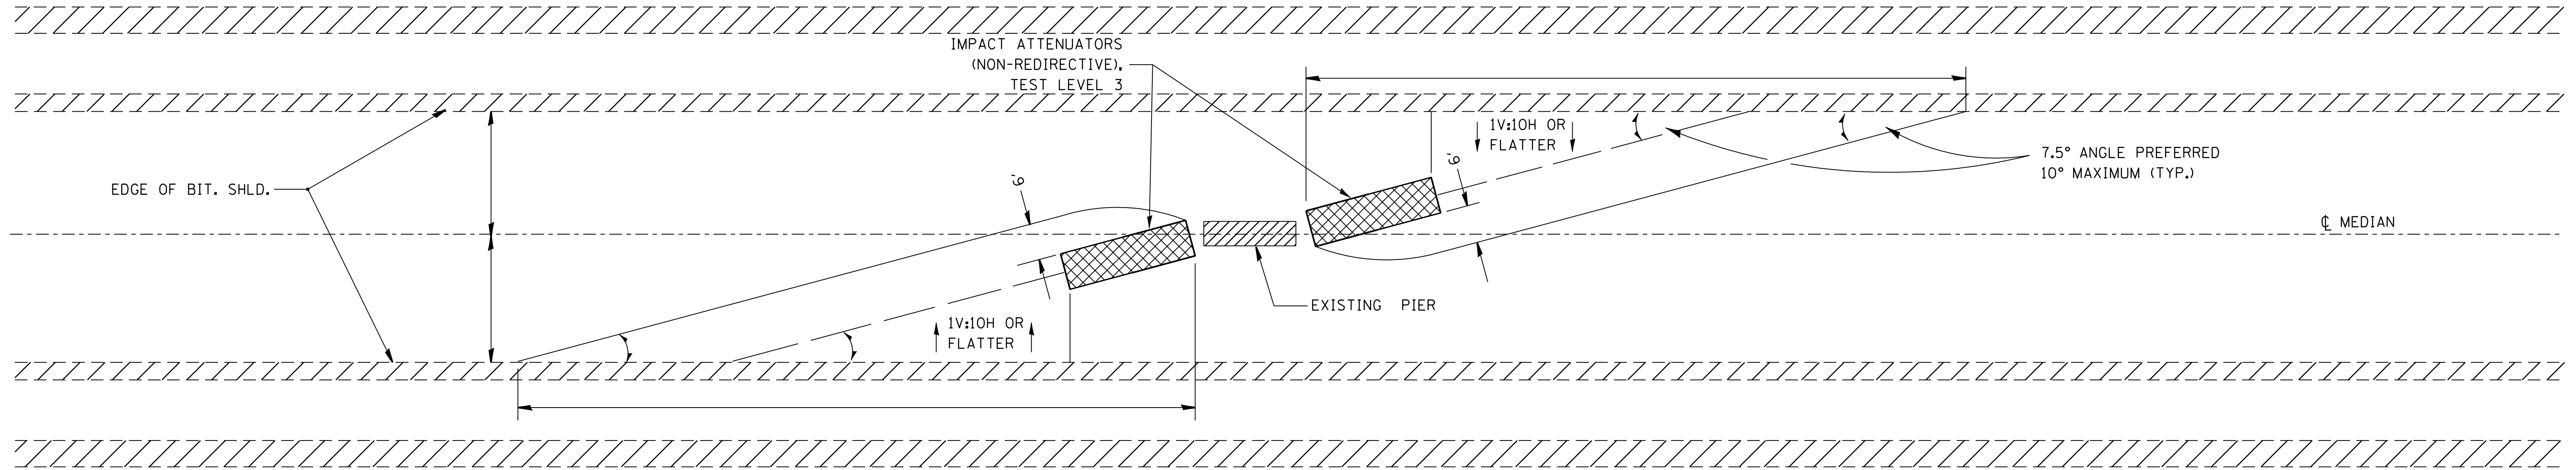 IMPACT ATTENUATORS
(NON-REDIRECTIVE),
TEST LEVEL 3
1V:10H OR
FLATTER
6'
7.5° ANGLE PREFERRED
10° MAXIMUM (TYP.)
EDGE OF BIT. SHLD.
6'
℄ MEDIAN
EXISTING PIER
1V:10H OR
FLATTER